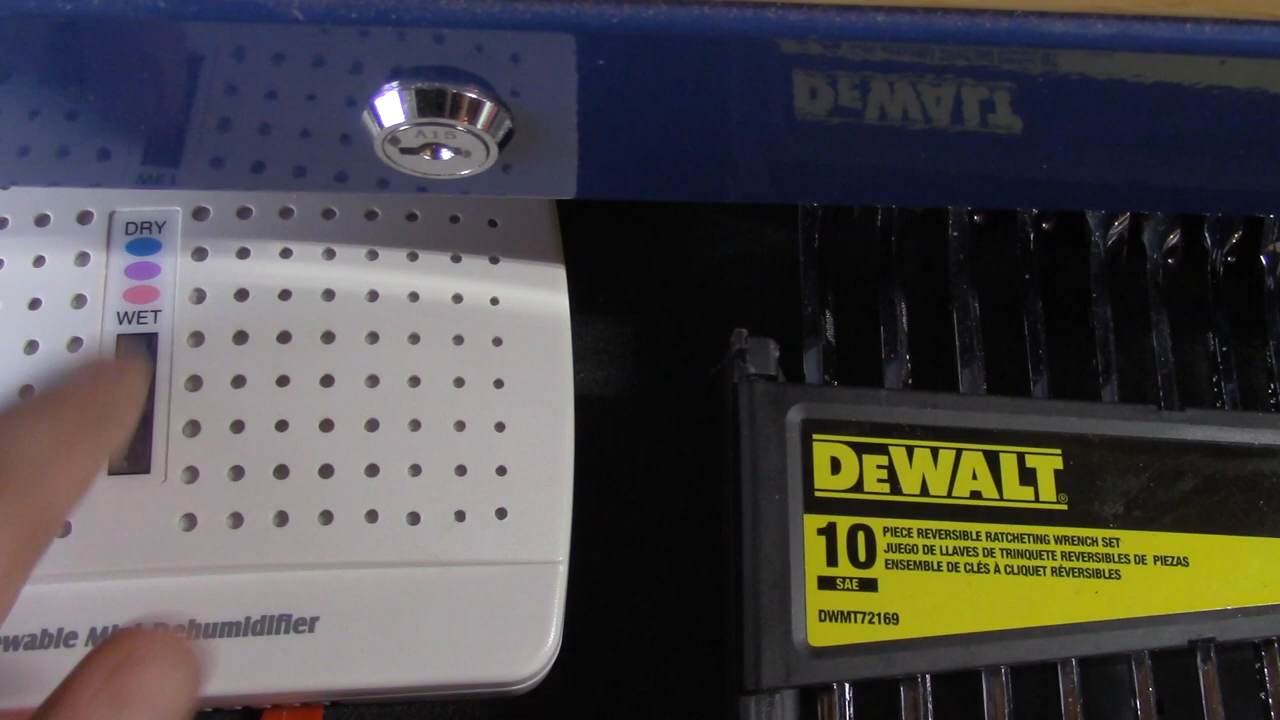 A15
DRY
WET
Dehumidifier
DEWALT®
10 PIECE REVERSIBLE RATCHETING WRENCH SET
JUEGO DE LLAVES DE TRINQUETE REVERSIBLES DE PIEZAS
ENSEMBLE DE CLÉS À CLIQUET RÉVERSIBLES
SAE
DWMT72169